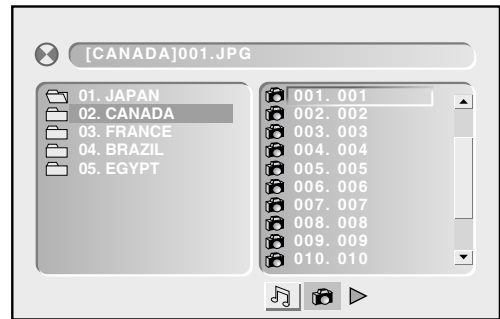 [CANADA]001.JPG
01. JAPAN
02. CANADA
03. FRANCE
04. BRAZIL
05. EGYPT
001. 001
002. 002
003. 003
004. 004
005. 005
006. 006
007. 007
008. 008
009. 009
010. 010